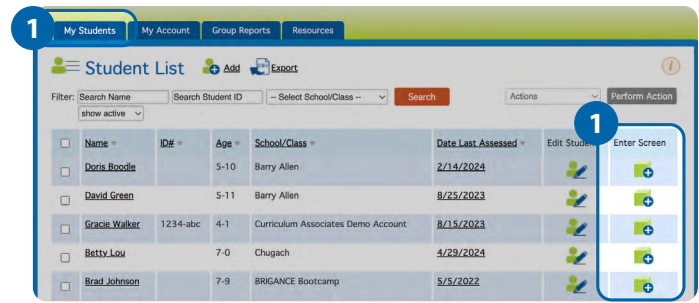 1
My Students My Account Group Reports Resources
Student List Add Export
Filter: Search Name Search Student ID -- Select School/Class -- Search Actions Perform Action
show active
1
Name ID# Age School/Class Date Last Assessed Edit Student Enter Screen
Doris Boodle 5-10 Barry Allen 2/14/2024
David Green 5-11 Barry Allen 8/25/2023
Gracie Walker 1234-abc 4-1 Curriculum Associates Demo Account 8/15/2023
Betty Lou 7-0 Chugach 4/29/2024
Brad Johnson 7-9 BRIGANCE Bootcamp 5/5/2022